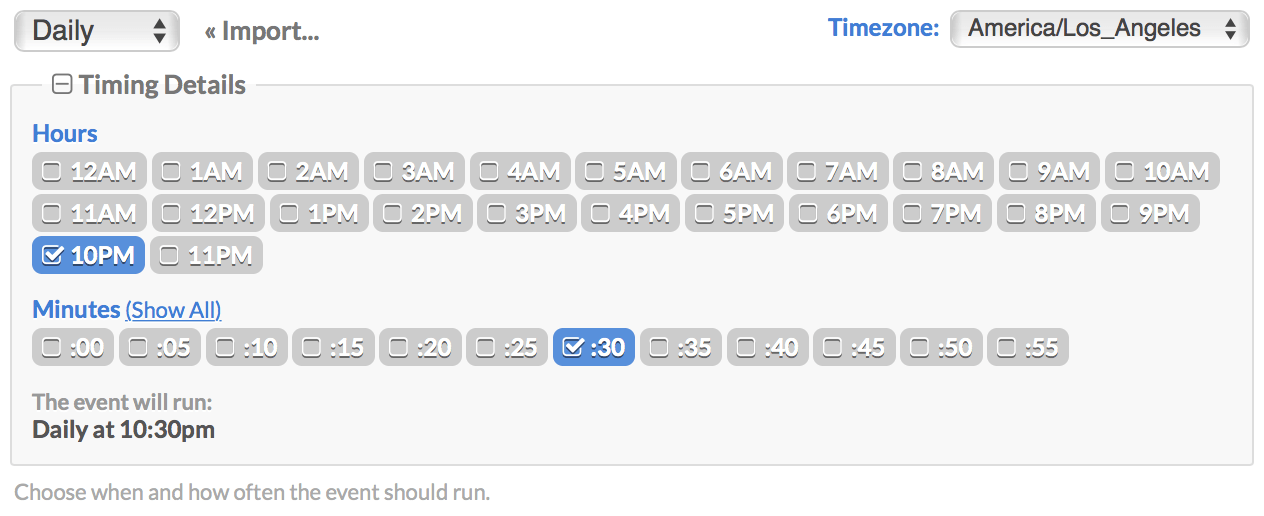 Daily « Import... Timezone: America/Los_Angeles
Timing Details
Hours
12AM 1AM 2AM 3AM 4AM 5AM 6AM 7AM 8AM 9AM 10AM
11AM 12PM 1PM 2PM 3PM 4PM 5PM 6PM 7PM 8PM 9PM
10PM 11PM
Minutes (Show All)
:00 :05 :10 :15 :20 :25 :30 :35 :40 :45 :50 :55
The event will run:
Daily at 10:30pm
Choose when and how often the event should run.